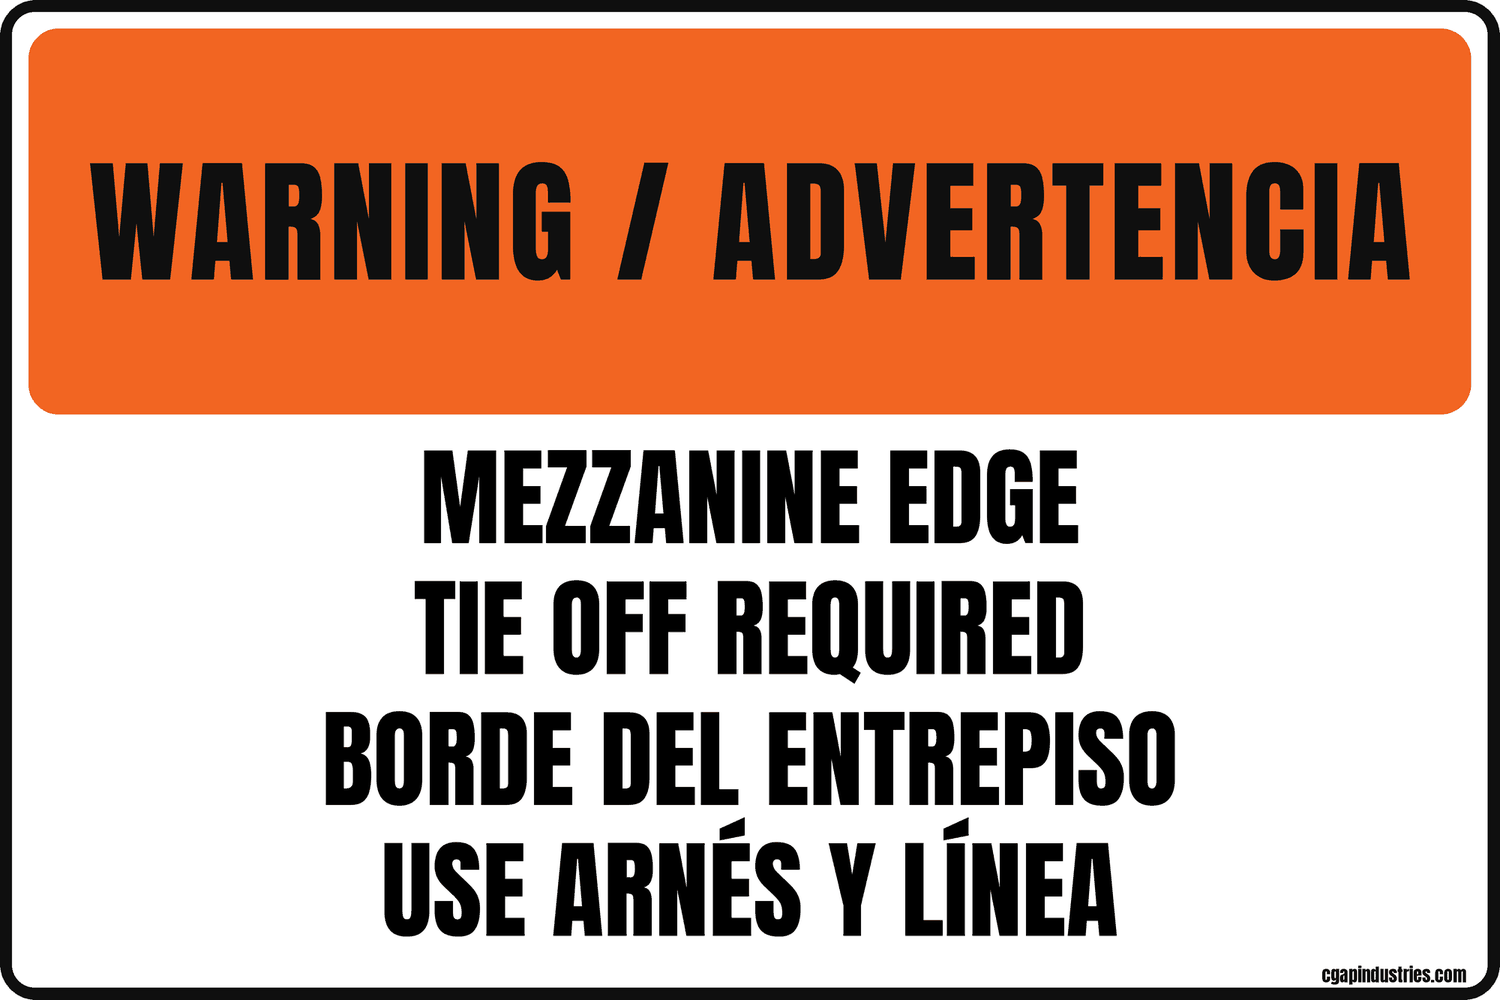 WARNING / ADVERTENCIA
MEZZANINE EDGE
TIE OFF REQUIRED
BORDE DEL ENTREPISO
USE ARNÉS Y LÍNEA
cgapindustries.com